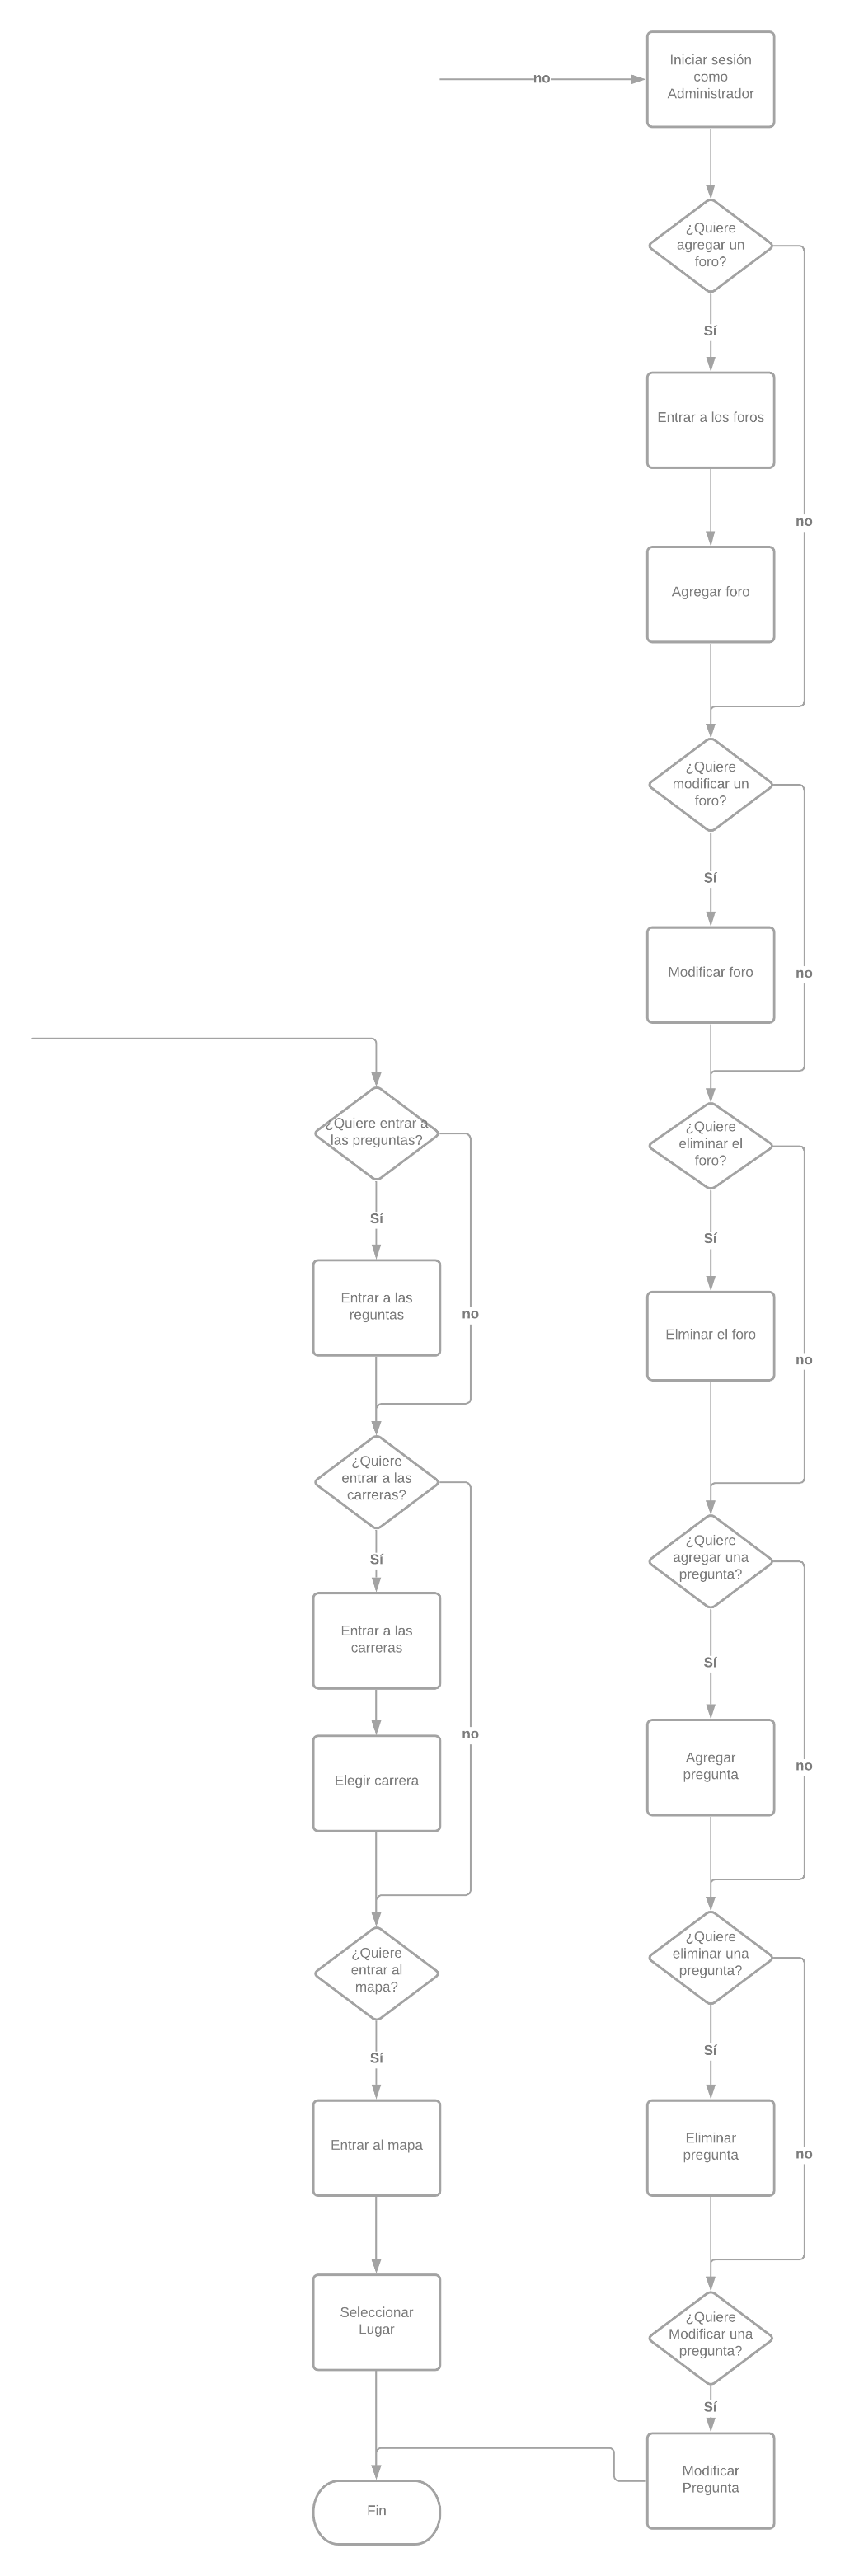 no
Iniciar sesión
como
Administrador
¿Quiere
agregar un
foro?
Sí
Entrar a los foros
no
Agregar foro
¿Quiere
modificar un
foro?
Sí
Modificar foro
no
¿Quiere
eliminar el
foro?
Sí
Elminar el foro
no
¿Quiere
agregar una
pregunta?
Sí
Agregar
pregunta
no
¿Quiere
eliminar una
pregunta?
Sí
Eliminar
pregunta
no
¿Quiere
Modificar una
pregunta?
Sí
Modificar
Pregunta
¿Quiere entrar a
las preguntas?
Sí
Entrar a las
reguntas
no
¿Quiere
entrar a las
carreras?
Sí
Entrar a las
carreras
no
Elegir carrera
¿Quiere
entrar al
mapa?
Sí
Entrar al mapa
Seleccionar
Lugar
Fin